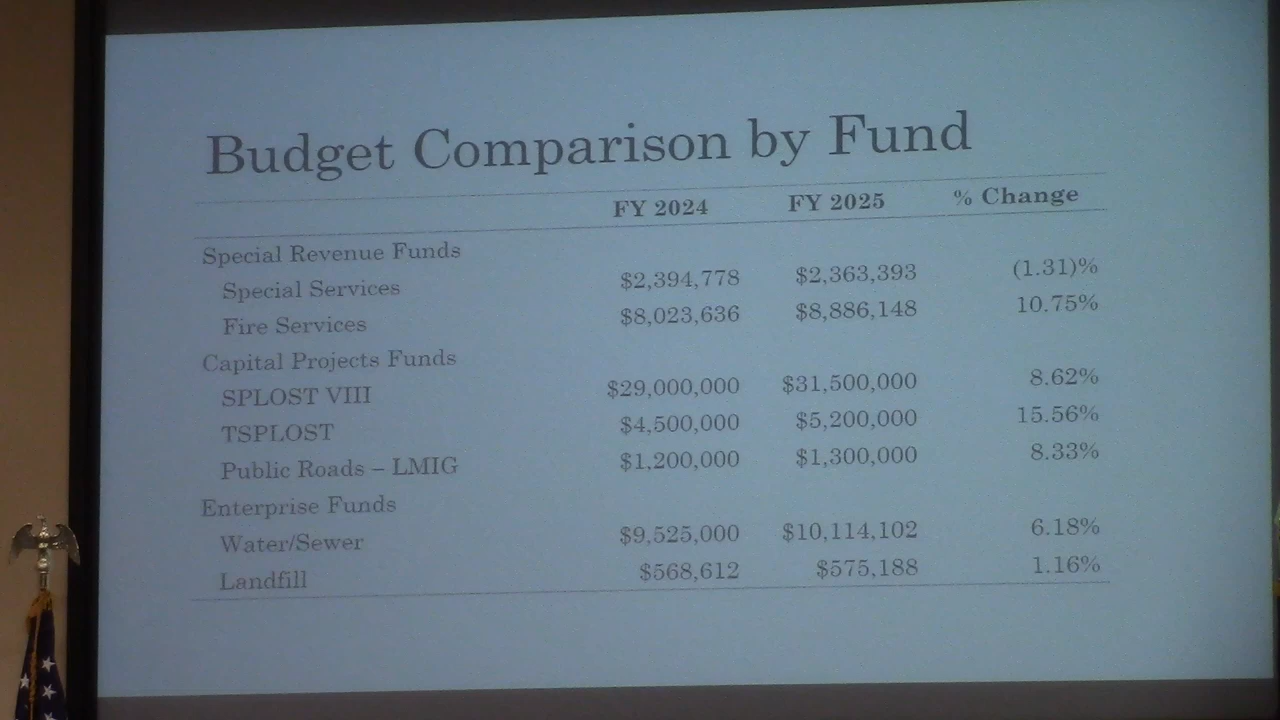 Budget Comparison by Fund
FY 2024 FY 2025 % Change
Special Revenue Funds
Special Services $2,394,778 $2,363,393 (1.31)%
Fire Services $8,023,636 $8,886,148 10.75%
Capital Projects Funds
SPLOST VIII $29,000,000 $31,500,000 8.62%
TSPLOST $4,500,000 $5,200,000 15.56%
Public Roads – LMIG $1,200,000 $1,300,000 8.33%
Enterprise Funds
Water/Sewer $9,525,000 $10,114,102 6.18%
Landfill $568,612 $575,188 1.16%